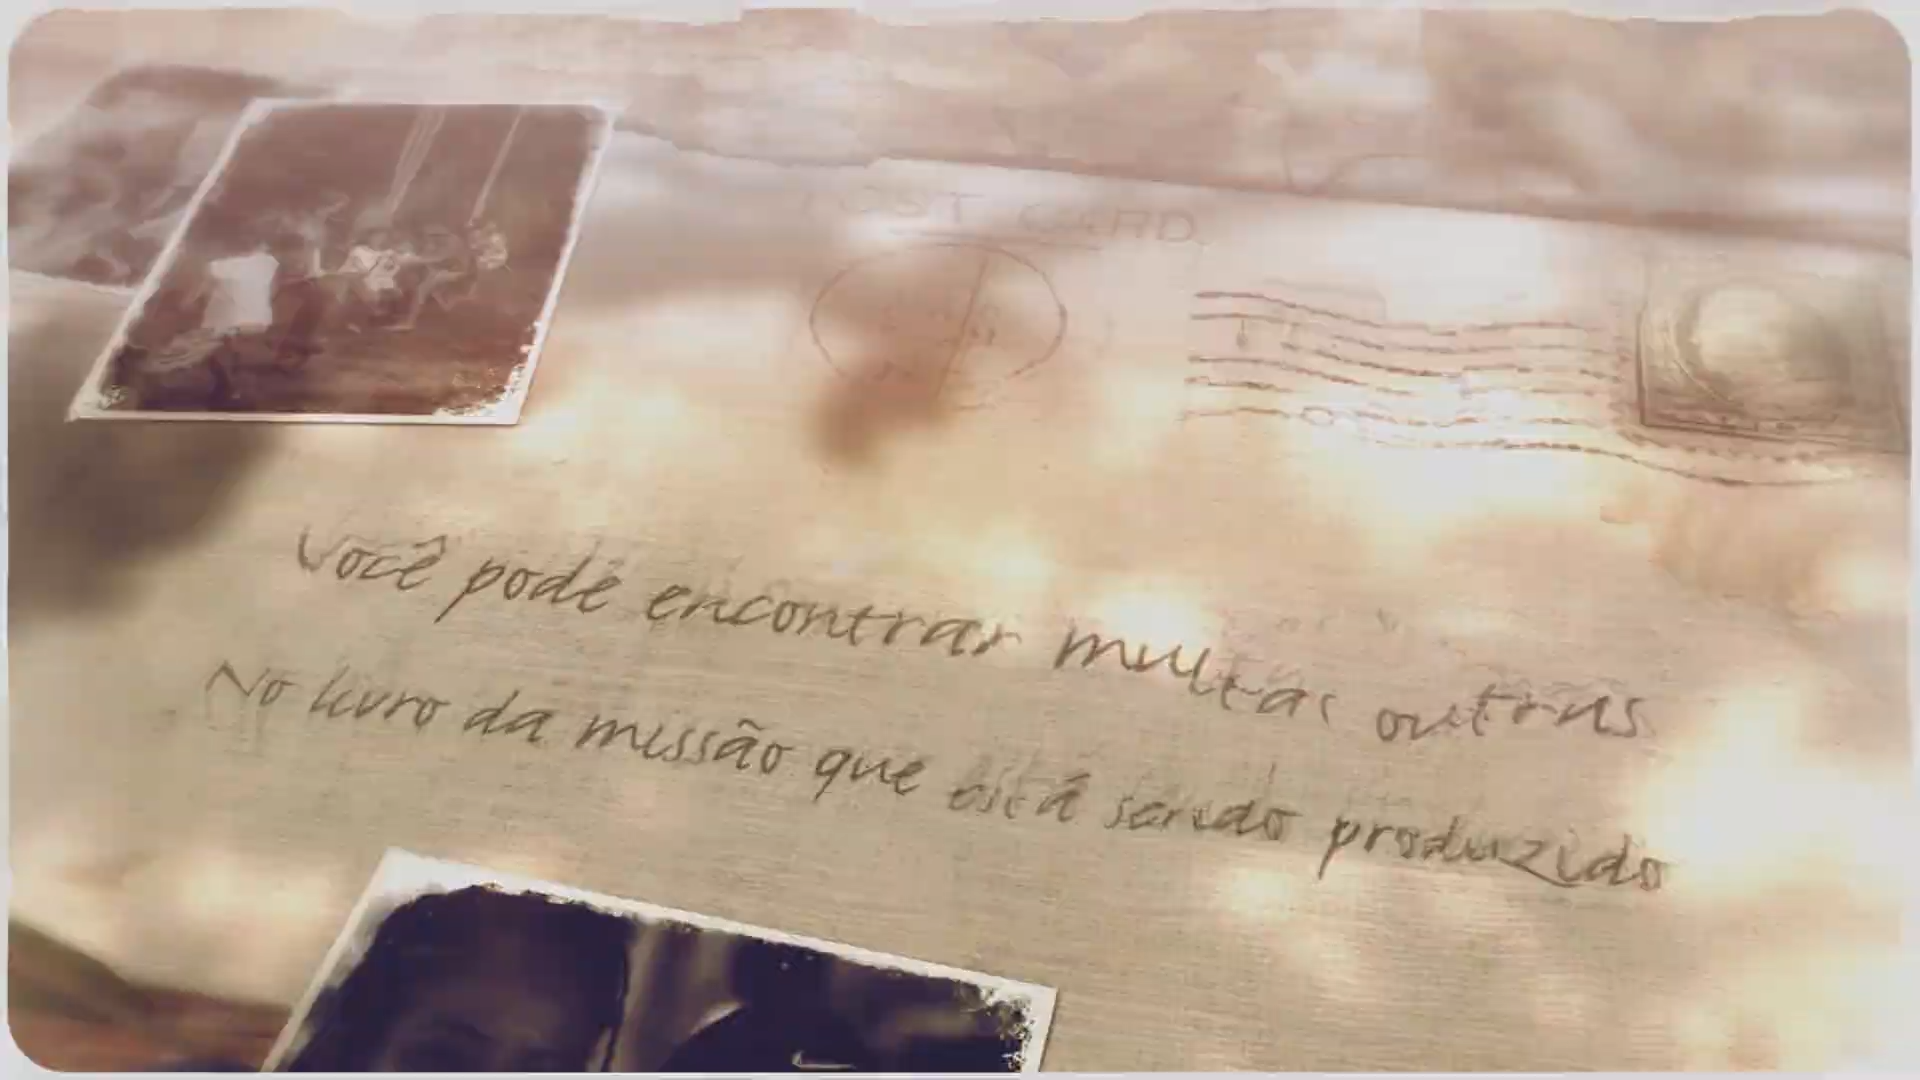 POST CARD
Você pode encontrar muitas outras
No livro da missão que está sendo produzido